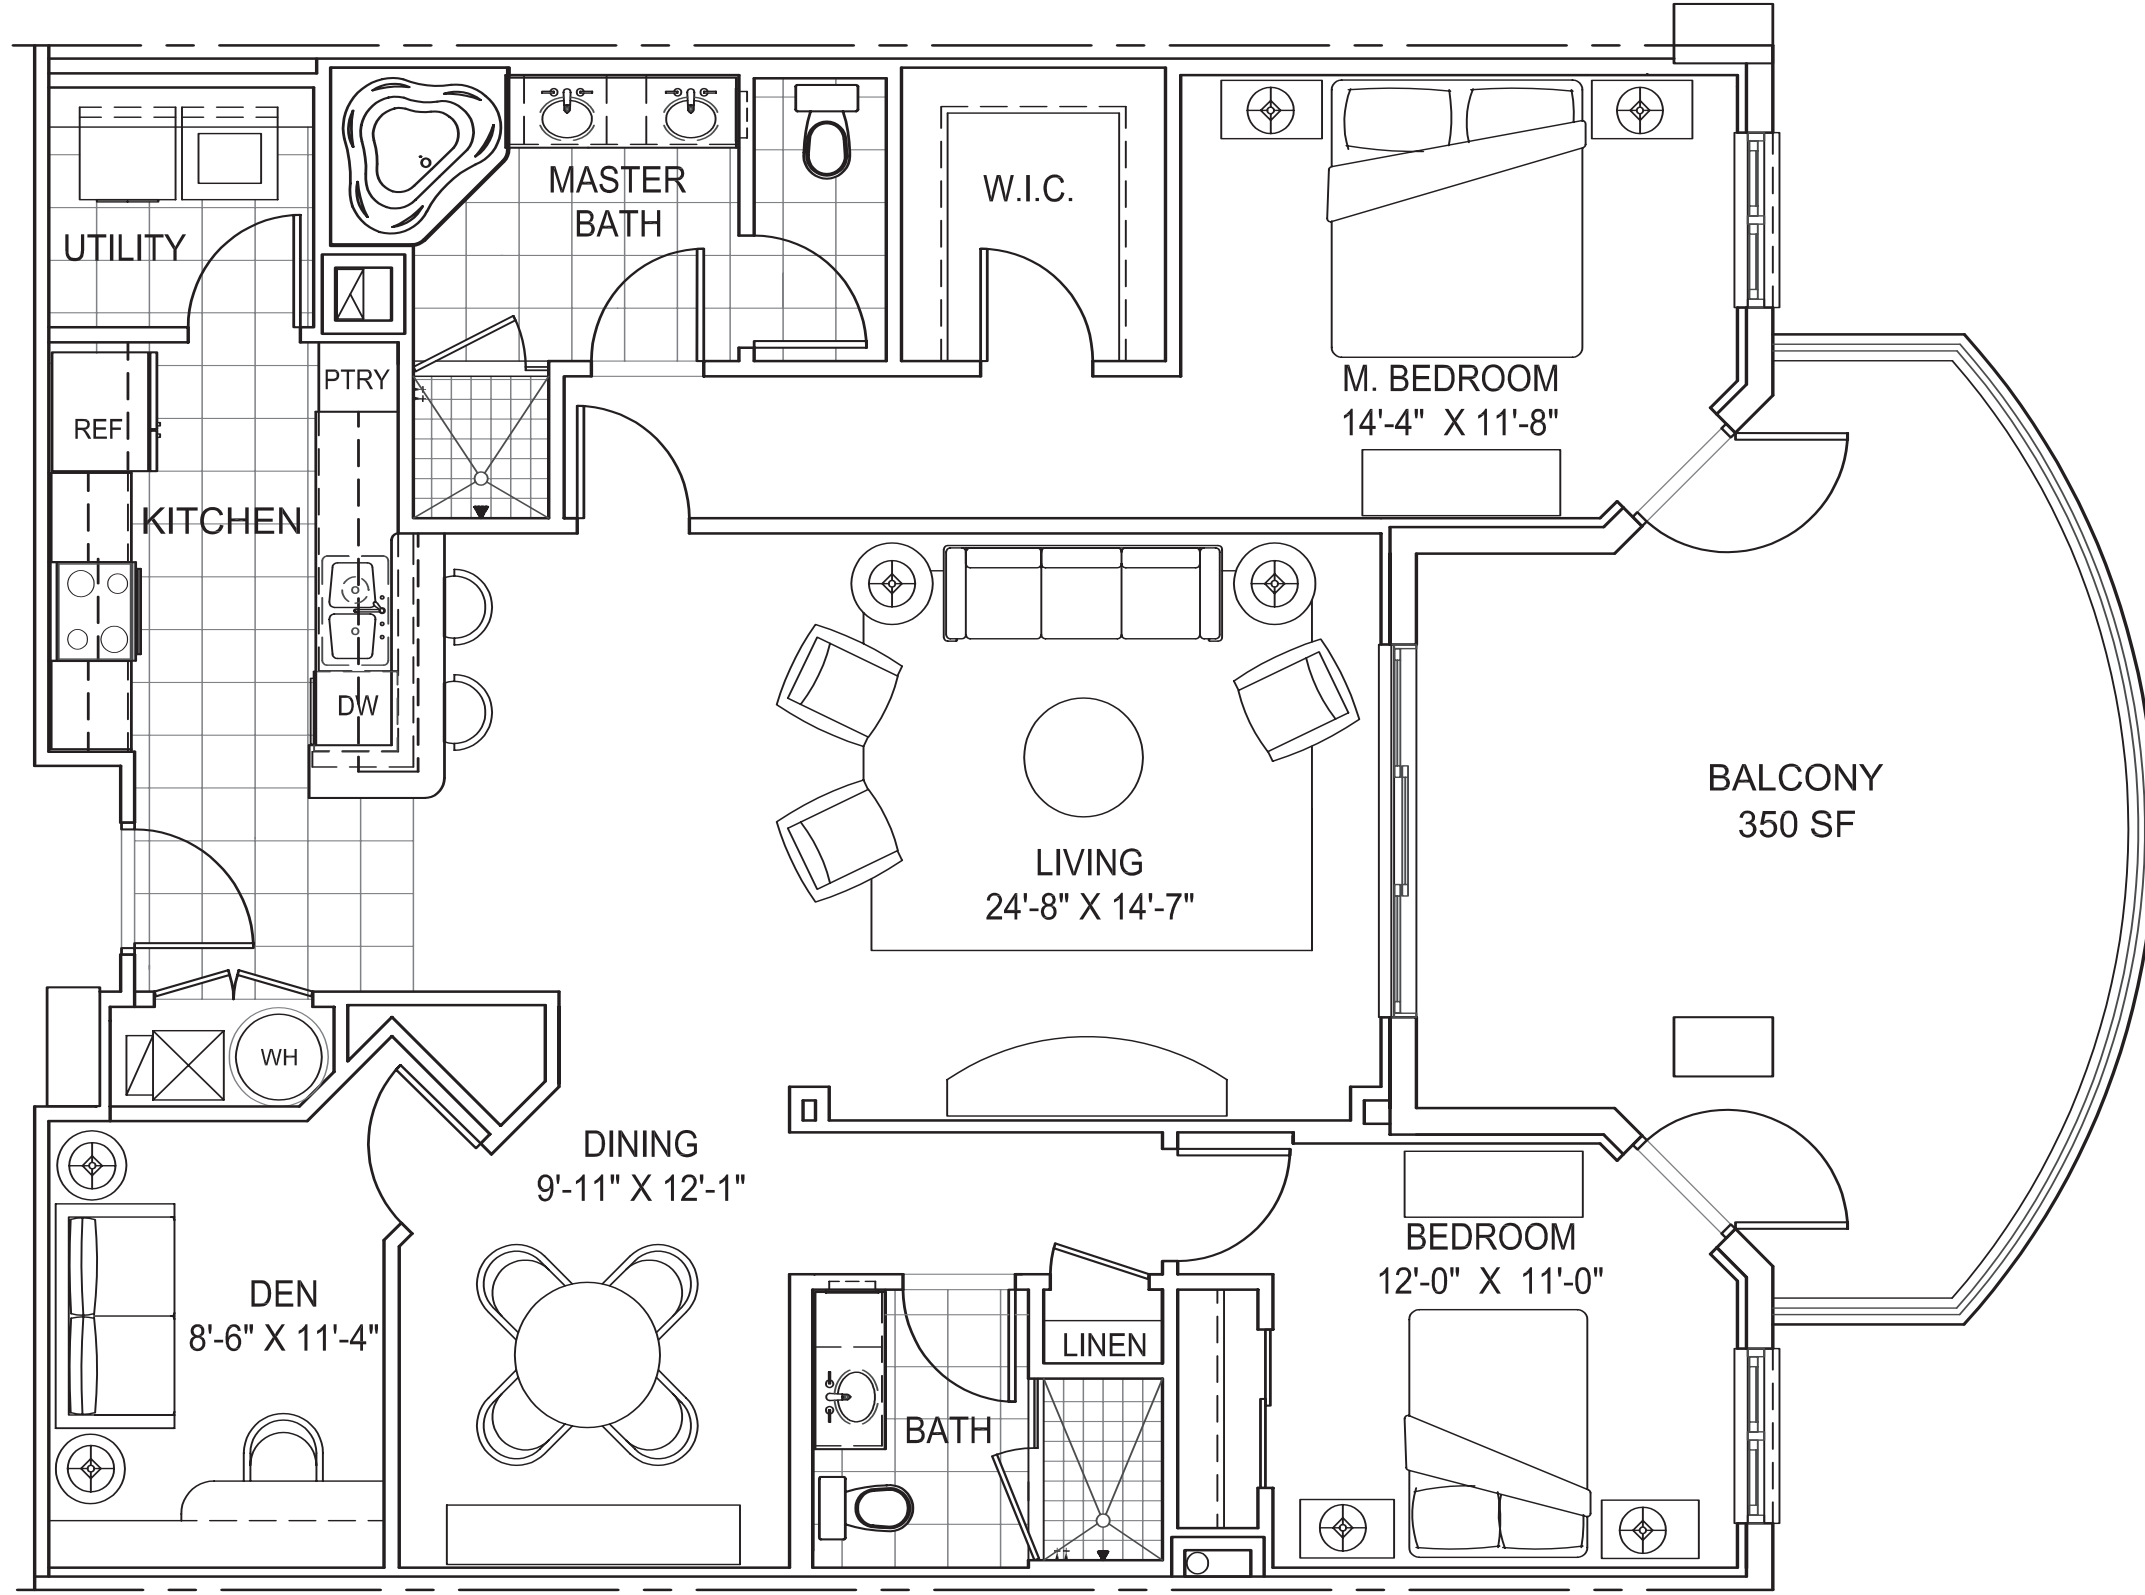 MASTER
BATH
W.I.C.
UTILITY
M. BEDROOM
14'-4" X 11'-8"
PTRY
REF
KITCHEN
DW
BALCONY
350 SF
LIVING
24'-8" X 14'-7"
WH
DINING
9'-11" X 12'-1"
BEDROOM
12'-0" X 11'-0"
DEN
8'-6" X 11'-4"
LINEN
BATH